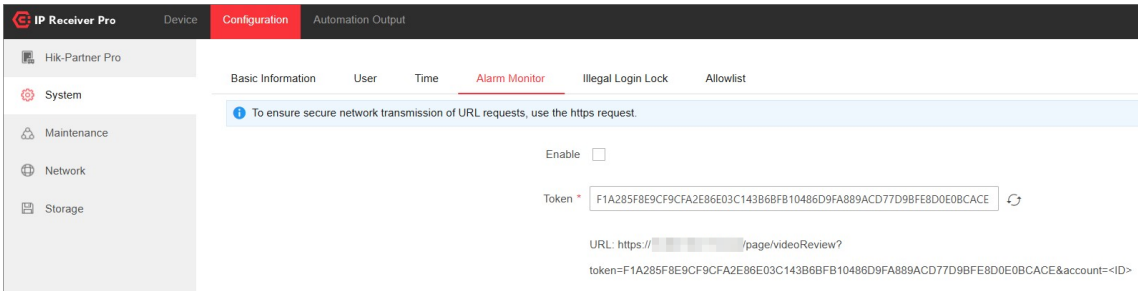 IP Receiver Pro Device Configuration Automation Output
Hik-Partner Pro
System
Maintenance
Network
Storage
Basic Information User Time Alarm Monitor Illegal Login Lock Allowlist
To ensure secure network transmission of URL requests, use the https request.
Enable
Token * F1A285F8E9CF9CFA2E86E03C143B6BFB10486D9FA889ACD77D9BFE8D0E0BCACE
URL: https:// /page/videoReview?
token=F1A285F8E9CF9CFA2E86E03C143B6BFB10486D9FA889ACD77D9BFE8D0E0BCACE&account=<ID>